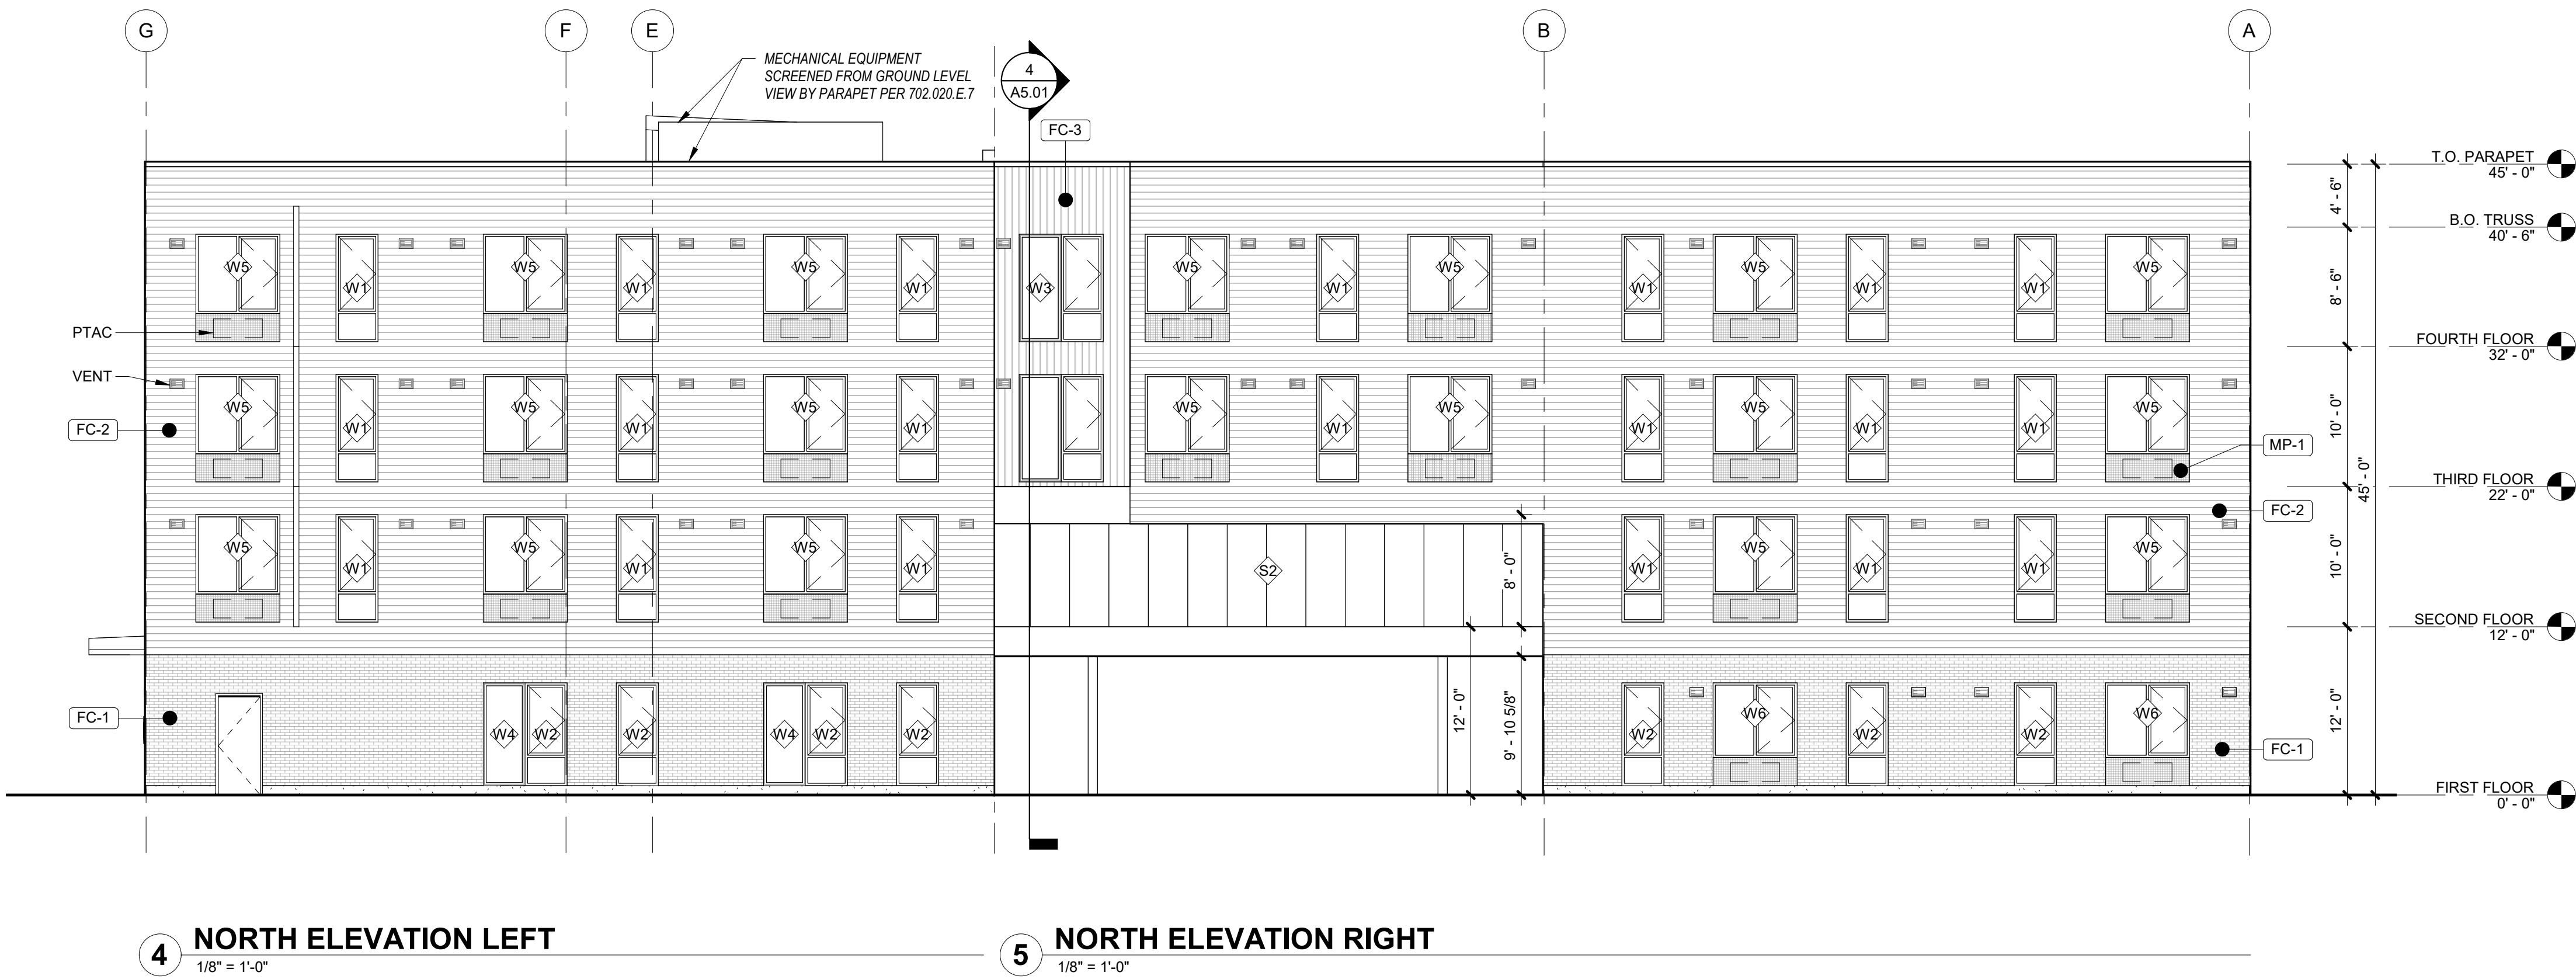 G
F
E
B
A
MECHANICAL EQUIPMENT
SCREENED FROM GROUND LEVEL
VIEW BY PARAPET PER 702.020.E.7
4
A5.01
FC-3
T.O. PARAPET
45' - 0"
4' - 6"
B.O. TRUSS
40' - 6"
W5 W1 W5 W1 W5 W1 W3 W5 W1 W5 W1 W5 W1 W1 W5
8' - 6"
PTAC
FOURTH FLOOR
32' - 0"
VENT
W5 W1 W5 W1 W5 W1 W5 W1 W5 W1 W5 W1 W1 W5
10' - 0"
FC-2
MP-1
45' - 0"
THIRD FLOOR
22' - 0"
FC-2
W5 W1 W5 W1 W5 W1 S2 W1 W5 W1 W1 W5
8' - 0"
10' - 0"
SECOND FLOOR
12' - 0"
FC-1
W4 W2 W2 W4 W2 W2 W2 W6 W2 W2 W6
12' - 0"
9' - 10 5/8"
12' - 0"
FC-1
FIRST FLOOR
0' - 0"
4 NORTH ELEVATION LEFT
1/8" = 1'-0"
5 NORTH ELEVATION RIGHT
1/8" = 1'-0"